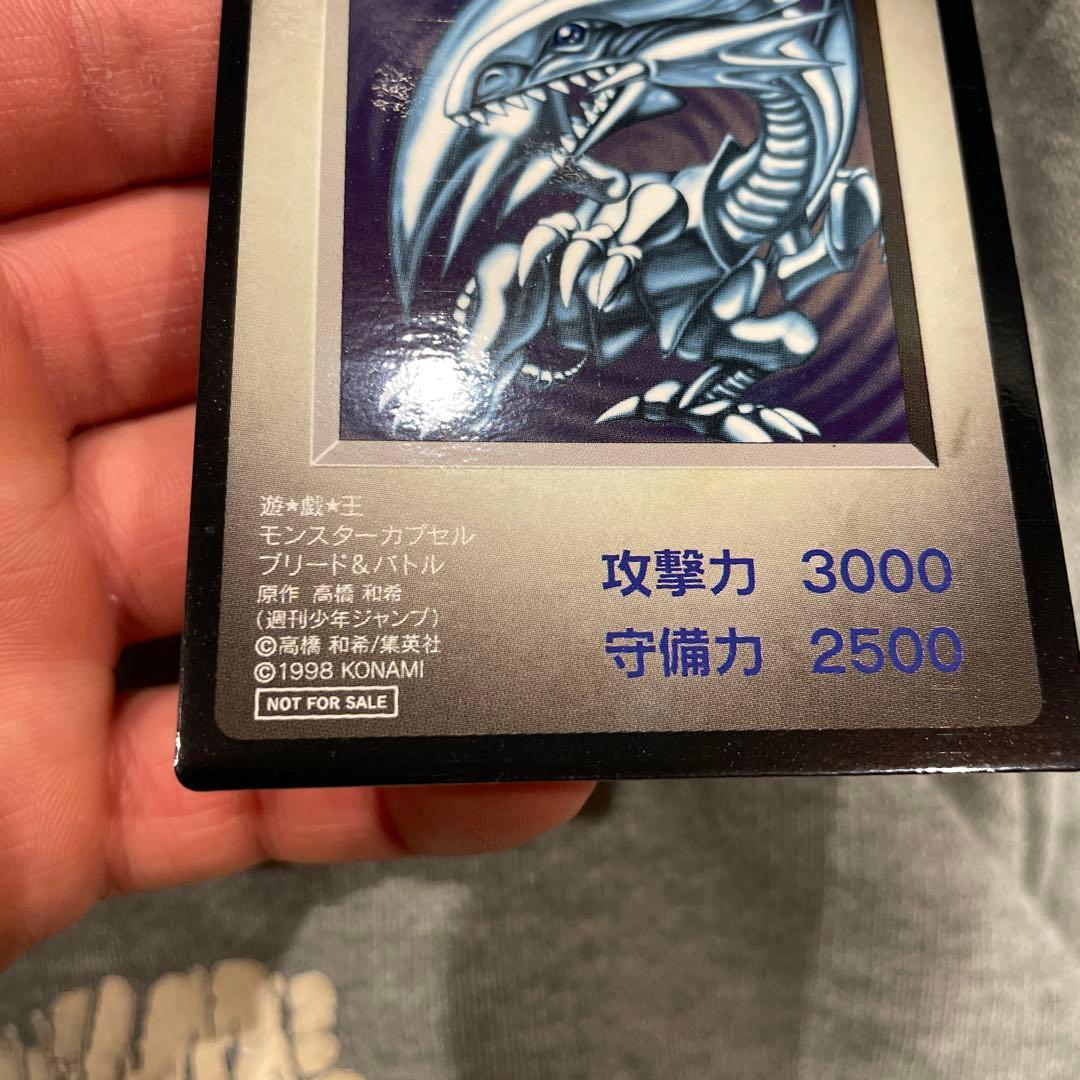 遊★戯★王
モンスターカプセル
ブリード&バトル
原作 高橋 和希
(週刊少年ジャンプ)
©高橋 和希/集英社
©1998 KONAMI
NOT FOR SALE
攻撃力 3000
守備力 2500